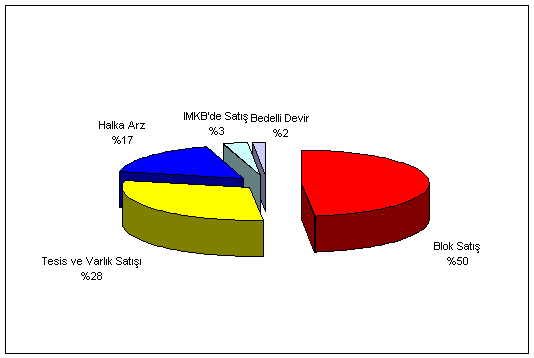 IMKB'de Satış
%3
Bedelli Devir
%2
Halka Arz
%17
Blok Satış
%50
Tesis ve Varlık Satışı
%28